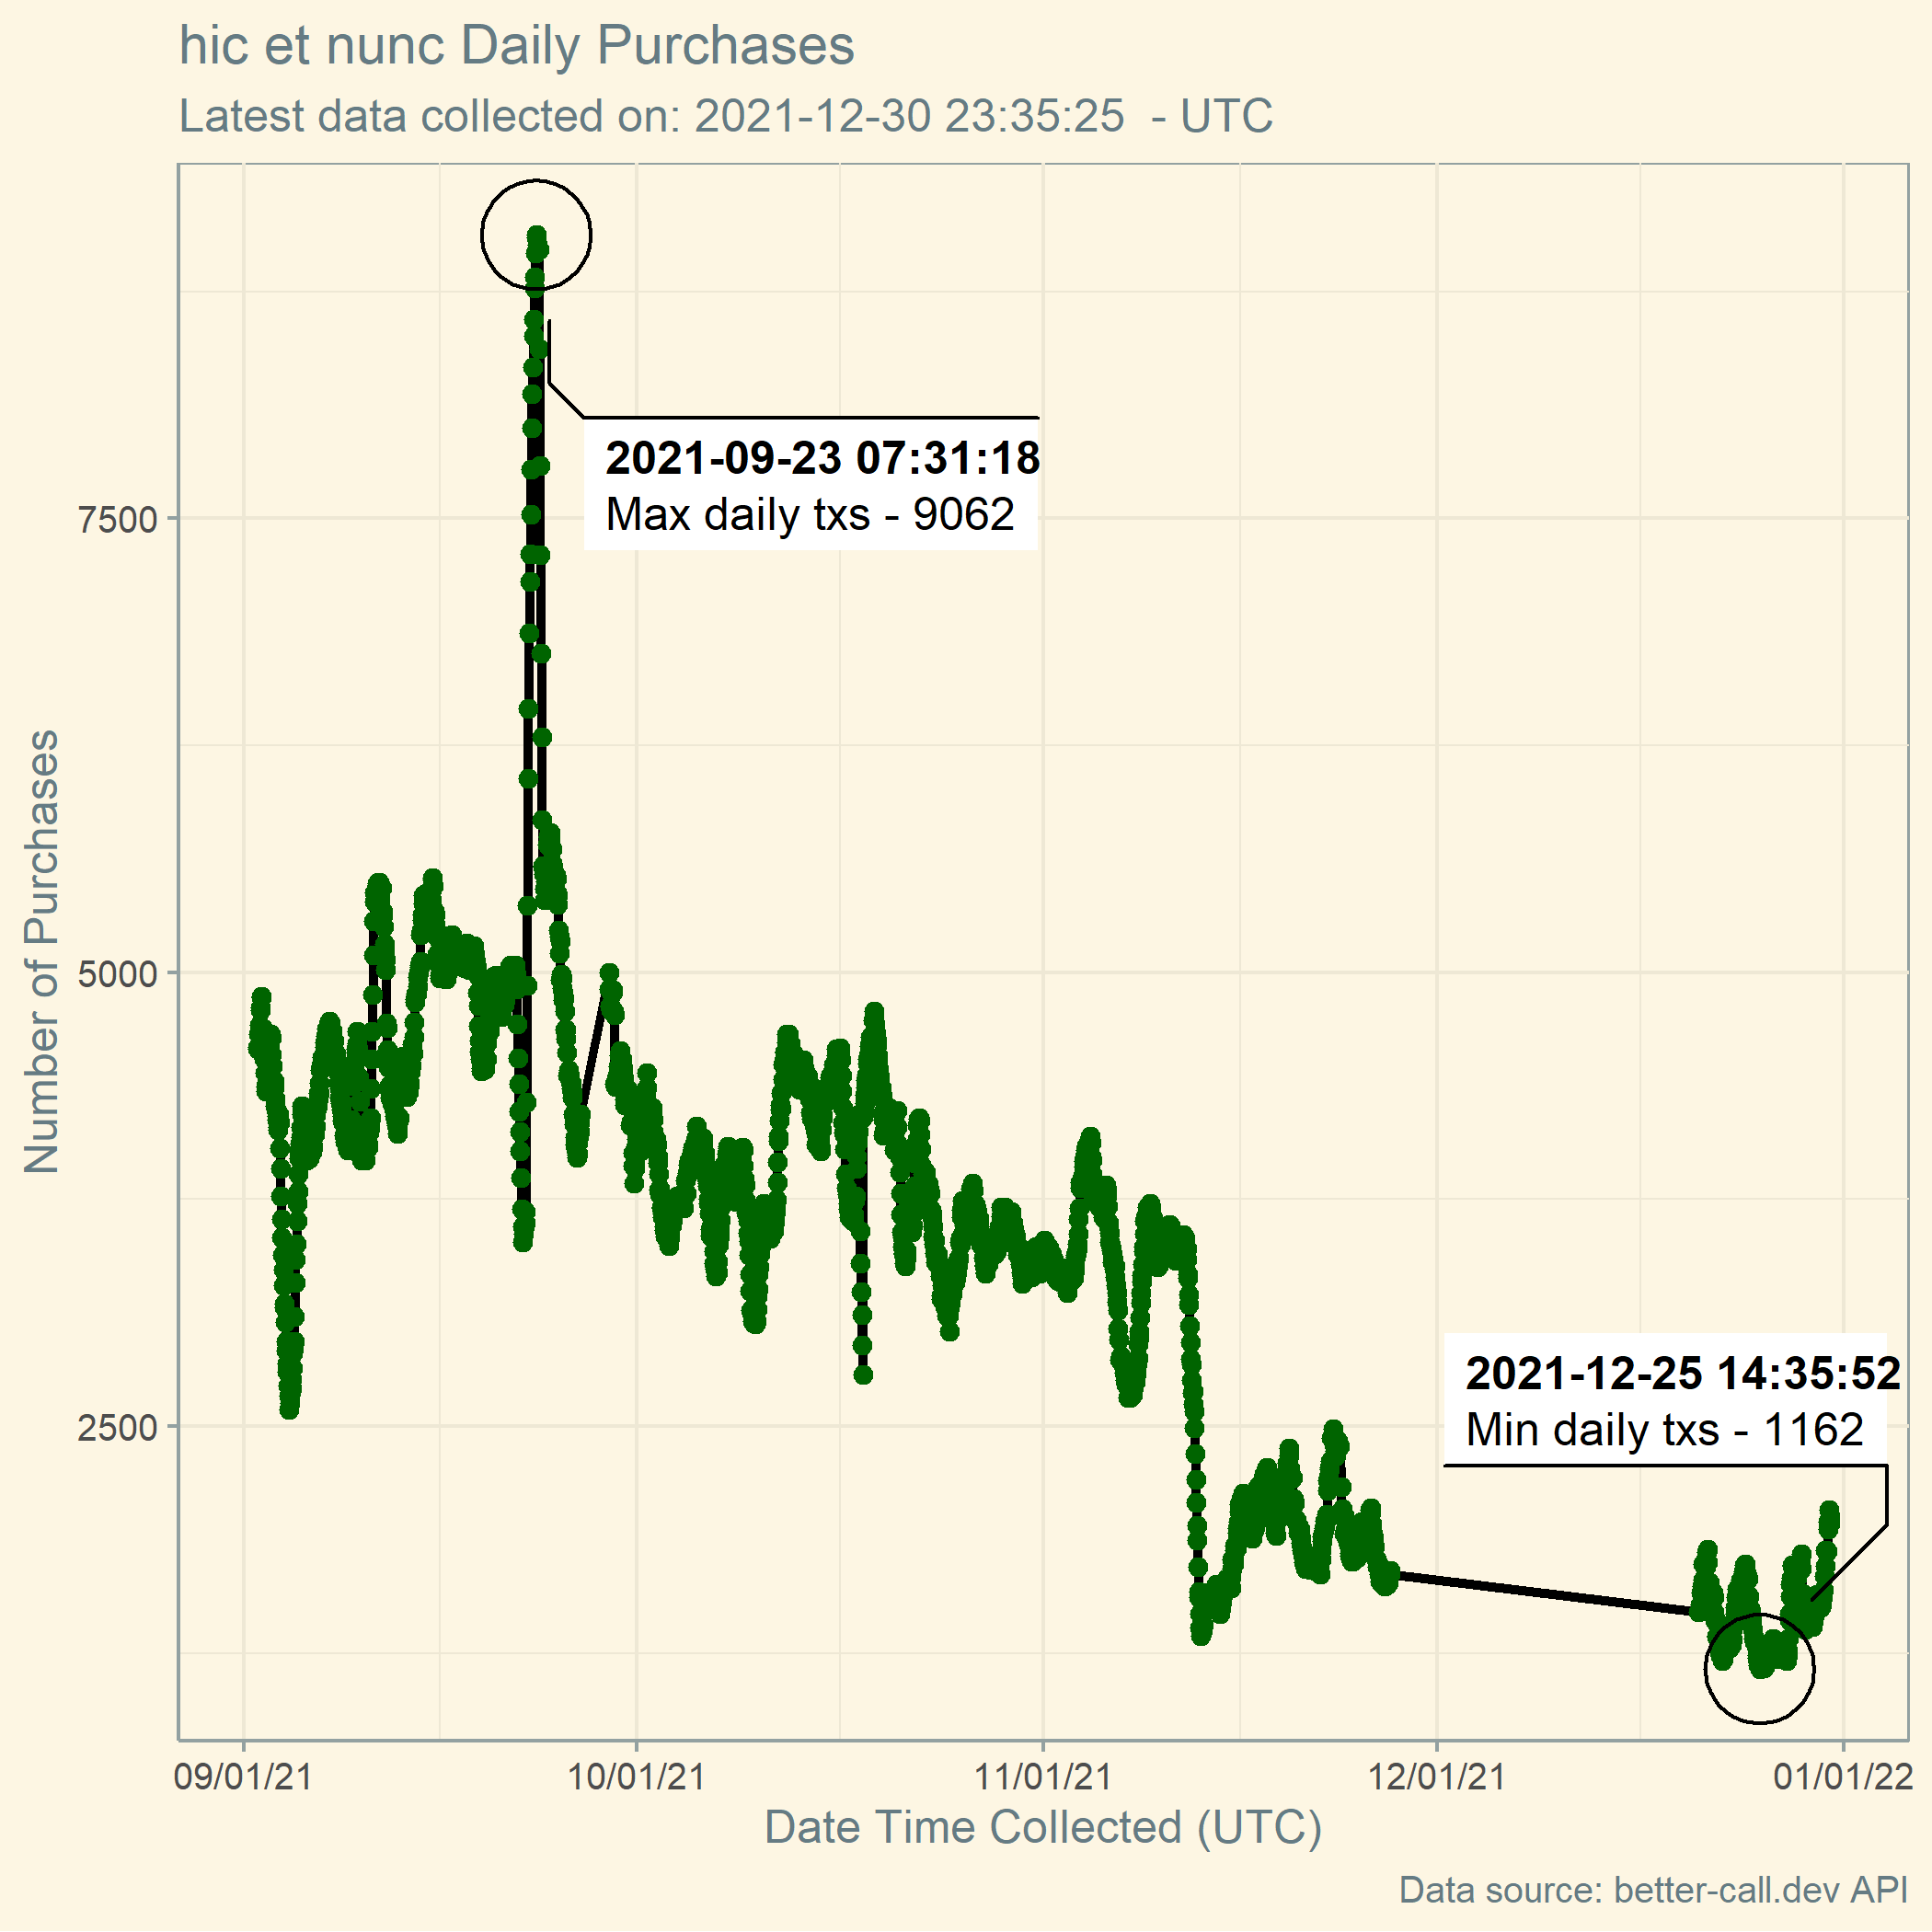 hic et nunc Daily Purchases
Latest data collected on: 2021-12-30 23:35:25  - UTC
Number of Purchases
7500
5000
2500
2021-09-23 07:31:18
Max daily txs - 9062
2021-12-25 14:35:52
Min daily txs - 1162
09/01/21
10/01/21
11/01/21
12/01/21
01/01/22
Date Time Collected (UTC)
Data source: better-call.dev API